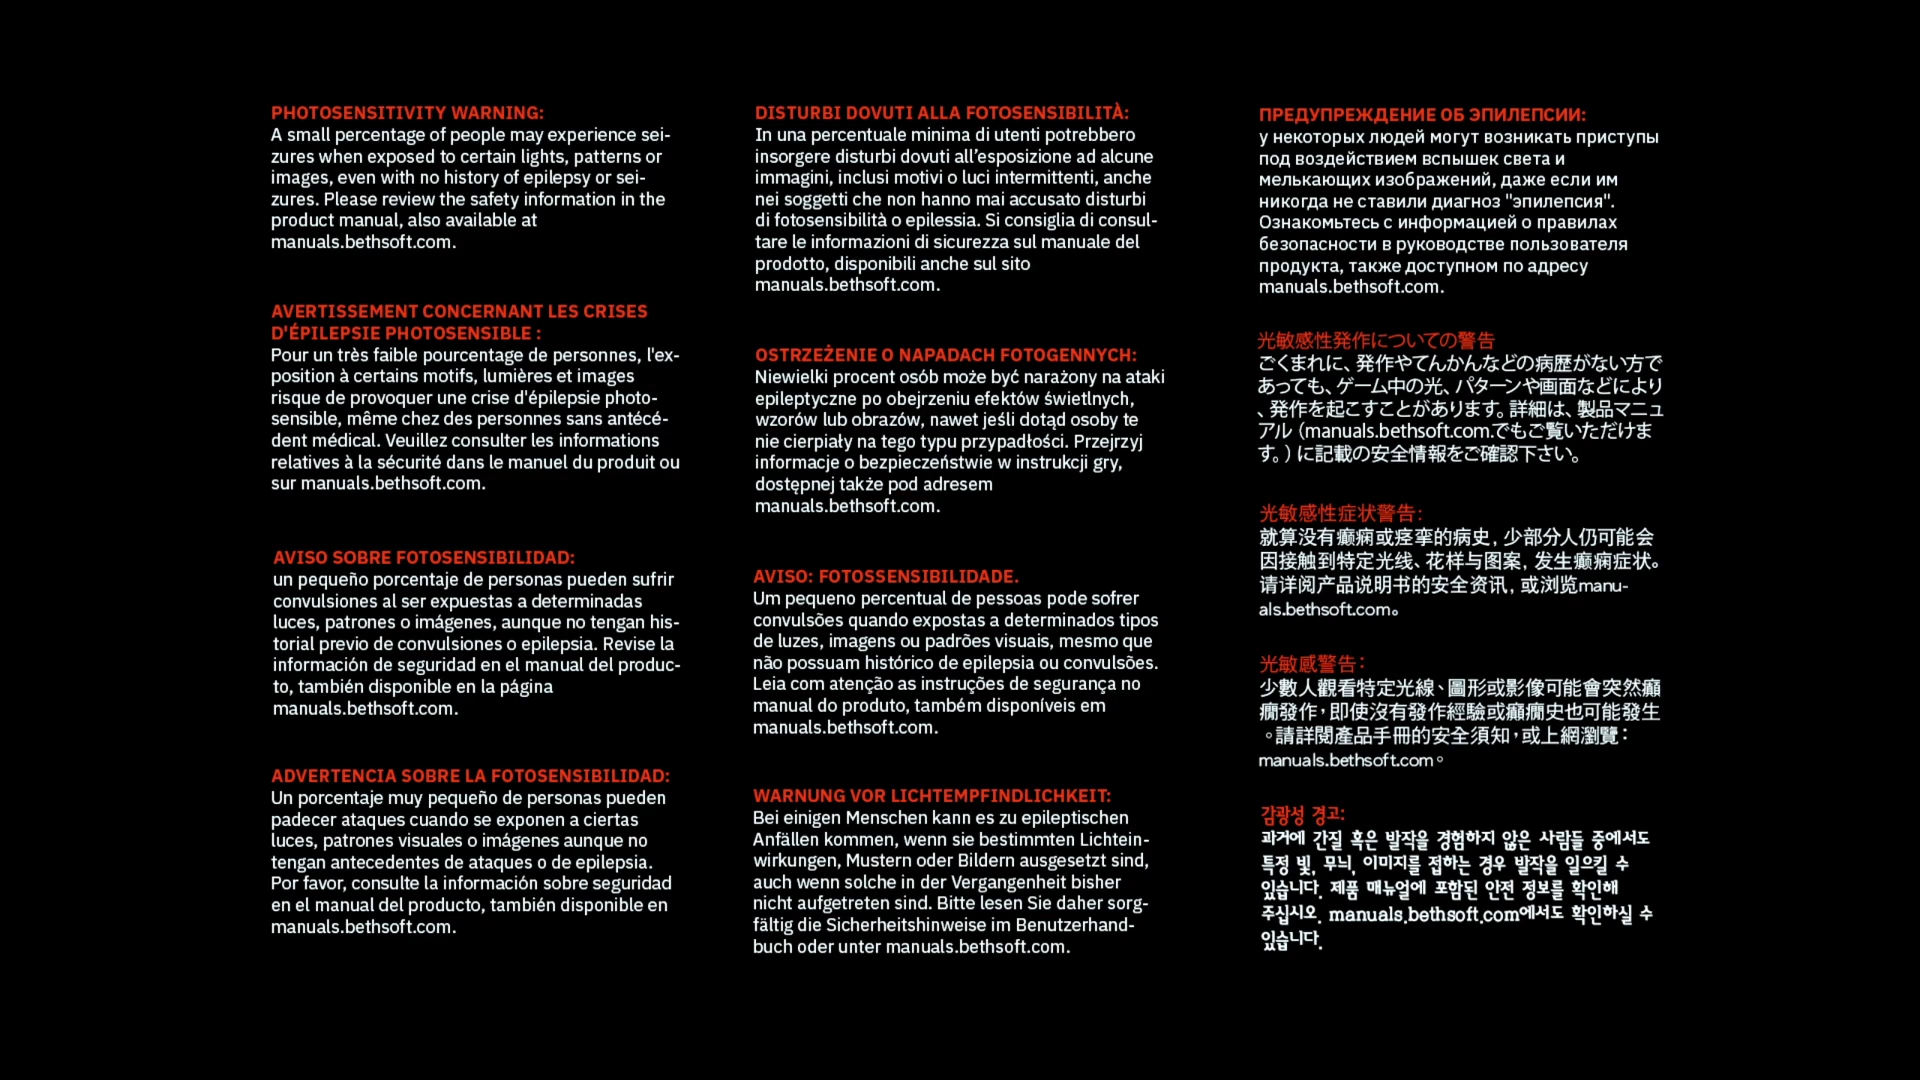 PHOTOSENSITIVITY WARNING:
A small percentage of people may experience sei-
zures when exposed to certain lights, patterns or
images, even with no history of epilepsy or sei-
zures. Please review the safety information in the
product manual, also available at
manuals.bethsoft.com.
AVERTISSEMENT CONCERNANT LES CRISES
D'ÉPILEPSIE PHOTOSENSIBLE :
Pour un très faible pourcentage de personnes, l'ex-
position à certains motifs, lumières et images
risque de provoquer une crise d'épilepsie photo-
sensible, même chez des personnes sans antécé-
dent médical. Veuillez consulter les informations
relatives à la sécurité dans le manuel du produit ou
sur manuals.bethsoft.com.
AVISO SOBRE FOTOSENSIBILIDAD:
un pequeño porcentaje de personas pueden sufrir
convulsiones al ser expuestas a determinadas
luces, patrones o imágenes, aunque no tengan his-
torial previo de convulsiones o epilepsia. Revise la
información de seguridad en el manual del produc-
to, también disponible en la página
manuals.bethsoft.com.
ADVERTENCIA SOBRE LA FOTOSENSIBILIDAD:
Un porcentaje muy pequeño de personas pueden
padecer ataques cuando se exponen a ciertas
luces, patrones visuales o imágenes aunque no
tengan antecedentes de ataques o de epilepsia.
Por favor, consulte la información sobre seguridad
en el manual del producto, también disponible en
manuals.bethsoft.com.
DISTURBI DOVUTI ALLA FOTOSENSIBILITÀ:
In una percentuale minima di utenti potrebbero
insorgere disturbi dovuti all’esposizione ad alcune
immagini, inclusi motivi o luci intermittenti, anche
nei soggetti che non hanno mai accusato disturbi
di fotosensibilità o epilessia. Si consiglia di consul-
tare le informazioni di sicurezza sul manuale del
prodotto, disponibili anche sul sito
manuals.bethsoft.com.
OSTRZEŻENIE O NAPADACH FOTOGENNYCH:
Niewielki procent osób może być narażony na ataki
epileptyczne po obejrzeniu efektów świetlnych,
wzorów lub obrazów, nawet jeśli dotąd osoby te
nie cierpiały na tego typu przypadłości. Przejrzyj
informacje o bezpieczeństwie w instrukcji gry,
dostępnej także pod adresem
manuals.bethsoft.com.
AVISO: FOTOSSENSIBILIDADE.
Um pequeno percentual de pessoas pode sofrer
convulsões quando expostas a determinados tipos
de luzes, imagens ou padrões visuais, mesmo que
não possuam histórico de epilepsia ou convulsões.
Leia com atenção as instruções de segurança no
manual do produto, também disponíveis em
manuals.bethsoft.com.
WARNUNG VOR LICHTEMPFINDLICHKEIT:
Bei einigen Menschen kann es zu epileptischen
Anfällen kommen, wenn sie bestimmten Lichtein-
wirkungen, Mustern oder Bildern ausgesetzt sind,
auch wenn solche in der Vergangenheit bisher
nicht aufgetreten sind. Bitte lesen Sie daher sorg-
fältig die Sicherheitshinweise im Benutzerhand-
buch oder unter manuals.bethsoft.com.
ПРЕДУПРЕЖДЕНИЕ ОБ ЭПИЛЕПСИИ:
у некоторых людей могут возникать приступы
под воздействием вспышек света и
мелькающих изображений, даже если им
никогда не ставили диагноз "эпилепсия".
Ознакомьтесь с информацией о правилах
безопасности в руководстве пользователя
продукта, также доступном по адресу
manuals.bethsoft.com.
光敏感性発作についての警告
ごくまれに、発作やてんかんなどの病歴がない方で
あっても、ゲーム中の光、パターンや画面などにより
、発作を起こすことがあります。詳細は、製品マニュ
アル（manuals.bethsoft.com.でもご覧いただけま
す。）に記載の安全情報をご確認下さい。
光敏感性症状警告：
就算没有癫痫或痉挛的病史，少部分人仍可能会
因接触到特定光线、花样与图案，发生癫痫症状。
请详阅产品说明书的安全资讯，或浏览manu-
als.bethsoft.com。
光敏感警告：
少數人觀看特定光線、圖形或影像可能會突然癲
癇發作，即使沒有發作經驗或癲癇史也可能發生
。請詳閱產品手冊的安全須知，或上網瀏覽：
manuals.bethsoft.com。
감광성 경고:
과거에 간질 혹은 발작을 경험하지 않은 사람들 중에서도
특정 빛, 무늬, 이미지를 접하는 경우 발작을 일으킬 수
있습니다. 제품 매뉴얼에 포함된 안전 정보를 확인해
주십시오. manuals.bethsoft.com에서도 확인하실 수
있습니다.